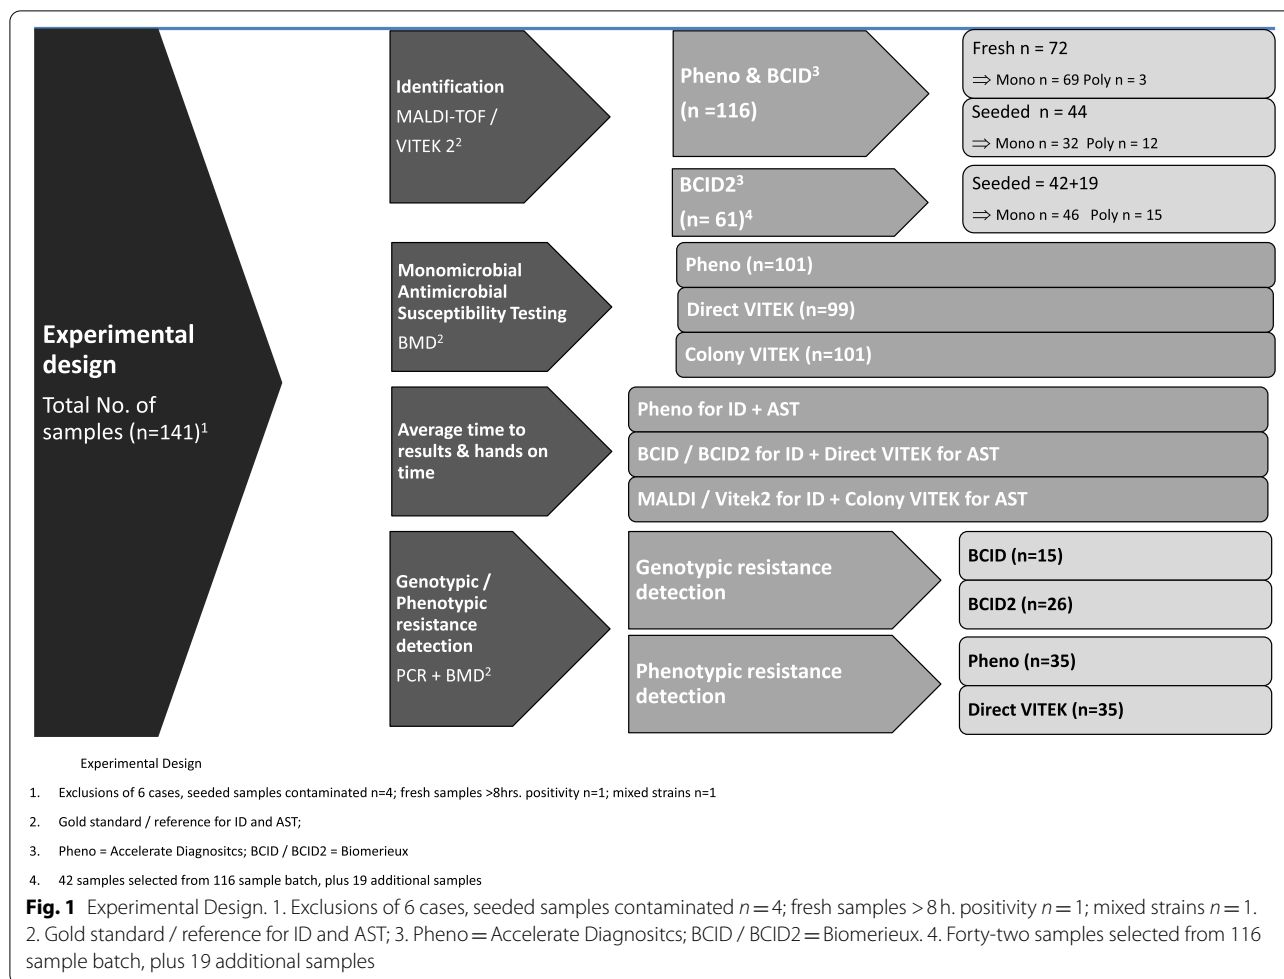 Experimental
design
Total No. of
samples (n=141)1
Identification
MALDI-TOF /
VITEK 22
Pheno & BCID3
(n =116)
Fresh n = 72
⇒ Mono n = 69 Poly n = 3
Seeded n = 44
⇒ Mono n = 32 Poly n = 12
BCID23
(n= 61)4
Seeded = 42+19
⇒ Mono n = 46 Poly n = 15
Monomicrobial
Antimicrobial
Susceptibility Testing
BMD2
Pheno (n=101)
Direct VITEK (n=99)
Colony VITEK (n=101)
Average time to
results & hands on
time
Pheno for ID + AST
BCID / BCID2 for ID + Direct VITEK for AST
MALDI / Vitek2 for ID + Colony VITEK for AST
Genotypic /
Phenotypic
resistance
detection
PCR + BMD2
Genotypic resistance
detection
BCID (n=15)
BCID2 (n=26)
Phenotypic resistance
detection
Pheno (n=35)
Direct VITEK (n=35)
Experimental Design
1. Exclusions of 6 cases, seeded samples contaminated n=4; fresh samples >8hrs. positivity n=1; mixed strains n=1
2. Gold standard / reference for ID and AST;
3. Pheno = Accelerate Diagnositcs; BCID / BCID2 = Biomerieux
4. 42 samples selected from 116 sample batch, plus 19 additional samples
Fig. 1 Experimental Design. 1. Exclusions of 6 cases, seeded samples contaminated n = 4; fresh samples > 8 h. positivity n = 1; mixed strains n = 1.
2. Gold standard / reference for ID and AST; 3. Pheno = Accelerate Diagnositcs; BCID / BCID2 = Biomerieux. 4. Forty-two samples selected from 116
sample batch, plus 19 additional samples